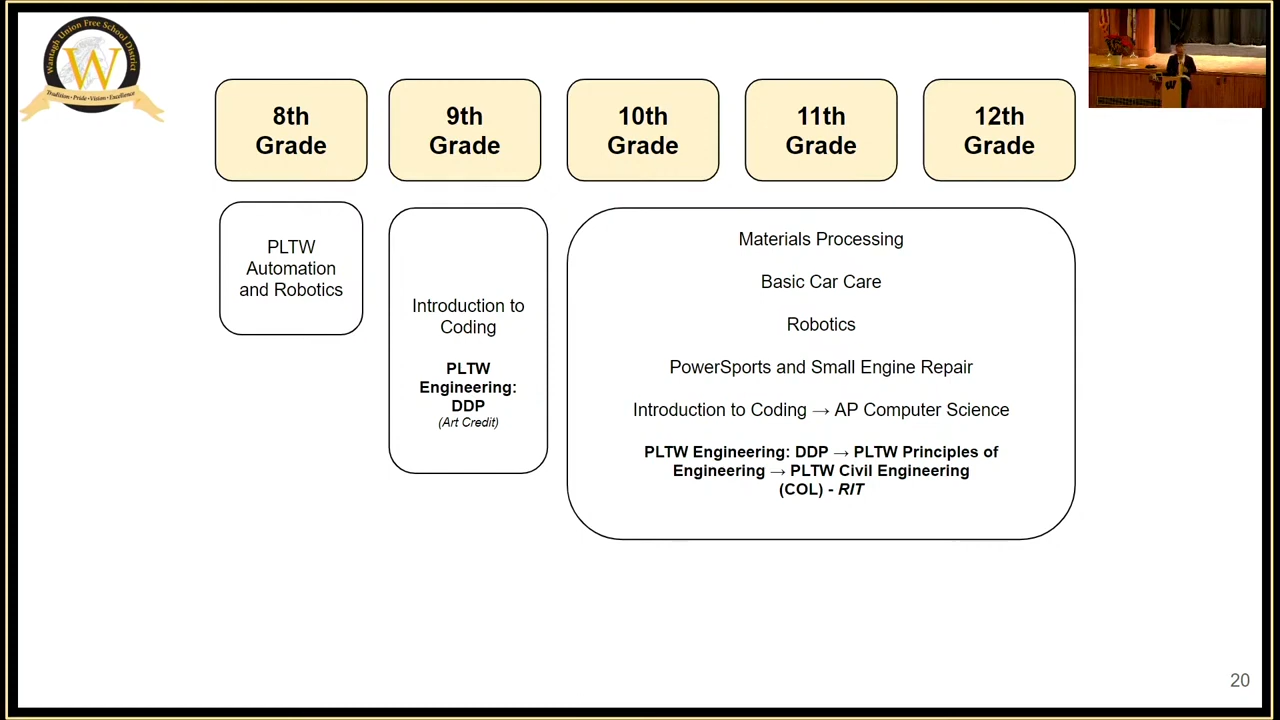 Wantagh Union Free School District
W
Tradition • Pride • Vision • Excellence
8th
Grade
9th
Grade
10th
Grade
11th
Grade
12th
Grade
PLTW
Automation
and Robotics
Introduction to
Coding
PLTW
Engineering:
DDP
(Art Credit)
Materials Processing
Basic Car Care
Robotics
PowerSports and Small Engine Repair
Introduction to Coding → AP Computer Science
PLTW Engineering: DDP → PLTW Principles of
Engineering → PLTW Civil Engineering
(COL) - RIT
W
20